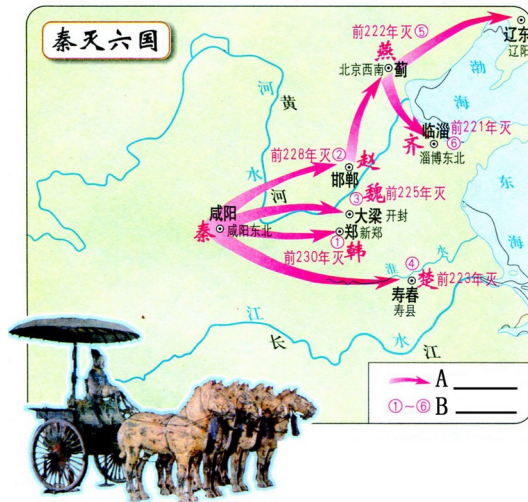 秦灭六国
前222年灭⑤
辽东
辽阳
燕
北京西南 蓟
渤
海
河
黄
临淄 前221年灭
齐 ⑥
淄博东北
前228年灭② 赵
邯郸
水
河
③魏 前225年灭
大梁 开封
东
海
咸阳
秦 咸阳东北
郑 新郑
①
前230年灭 韩
淮
水
④
楚 前223年灭
寿春
寿县
江
长
水
江
A
①~⑥ B